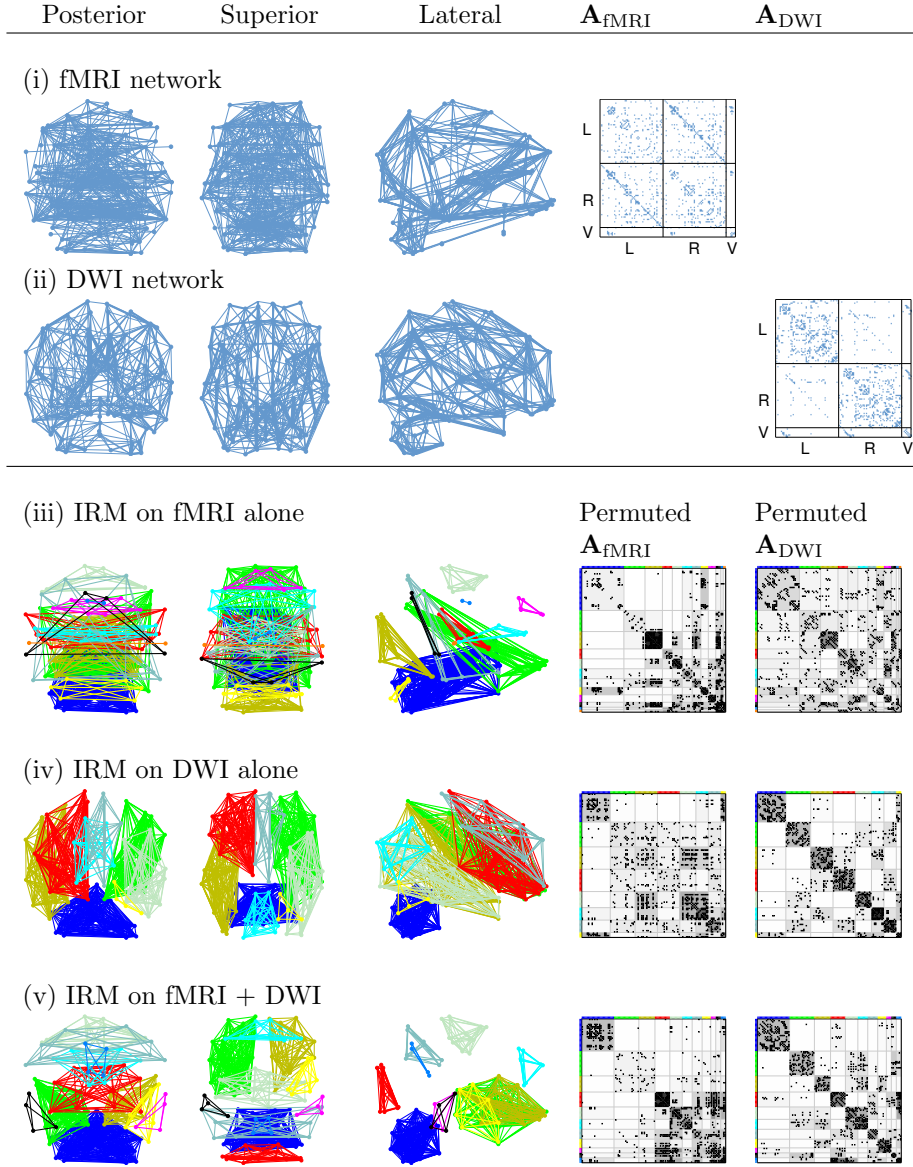 Posterior Superior Lateral A_fMRI A_DWI
(i) fMRI network
L
R
V
L R V
(ii) DWI network
L
R
V
L R V
(iii) IRM on fMRI alone
Permuted A_fMRI
Permuted A_DWI
(iv) IRM on DWI alone
(v) IRM on fMRI + DWI